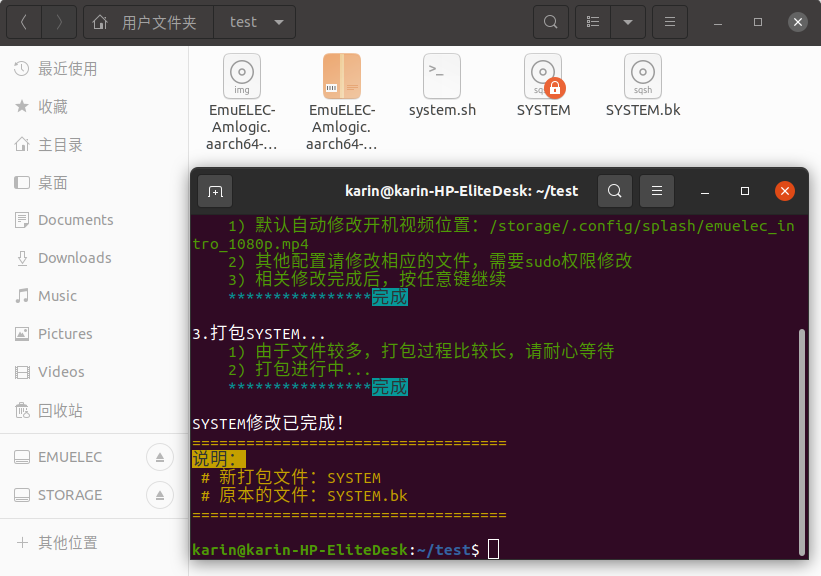 用户文件夹 test
最近使用
收藏
主目录
桌面
Documents
Downloads
Music
Pictures
Videos
回收站
EMUELEC
STORAGE
其他位置
img
EmuELEC-
Amlogic.
aarch64-...
EmuELEC-
Amlogic.
aarch64-...
>_
system.sh
SYSTEM
sqsh
SYSTEM.bk
karin@karin-HP-EliteDesk: ~/test
1) 默认自动修改开机视频位置: /storage/.config/splash/emuelec_in
tro_1080p.mp4
2) 其他配置请修改相应的文件，需要sudo权限修改
3) 相关修改完成后，按任意键继续
****************完成
3.打包SYSTEM...
1) 由于文件较多，打包过程比较长，请耐心等待
2) 打包进行中...
****************完成
SYSTEM修改已完成！
===================================
说明：
# 新打包文件：SYSTEM
# 原本的文件：SYSTEM.bk
===================================
karin@karin-HP-EliteDesk:~/test$